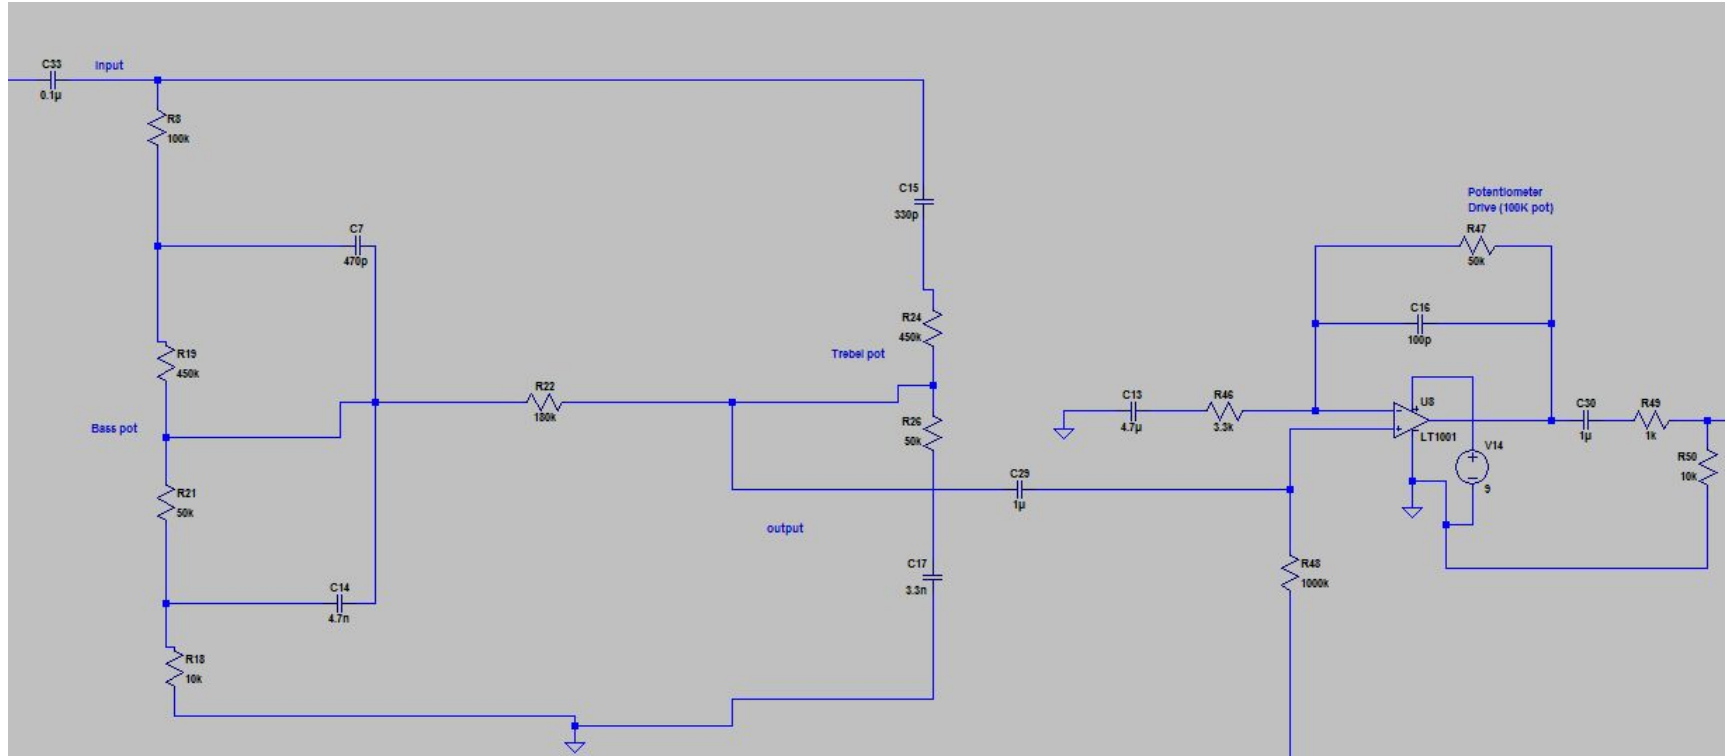 C33
0.1µ
Input
R8
100k
C7
470p
R19
450k
Bass pot
R21
50k
C14
4.7n
R18
10k
R22
180k
C15
330p
R24
450k
Trebel pot
R26
50k
C17
3.3n
output
C29
1µ
C13
4.7µ
R46
3.3k
R48
1000k
Potentiometer
Drive (100K pot)
R47
50k
C16
100p
U8
LT1001
V14
9
C30
1µ
R49
1k
R50
10k